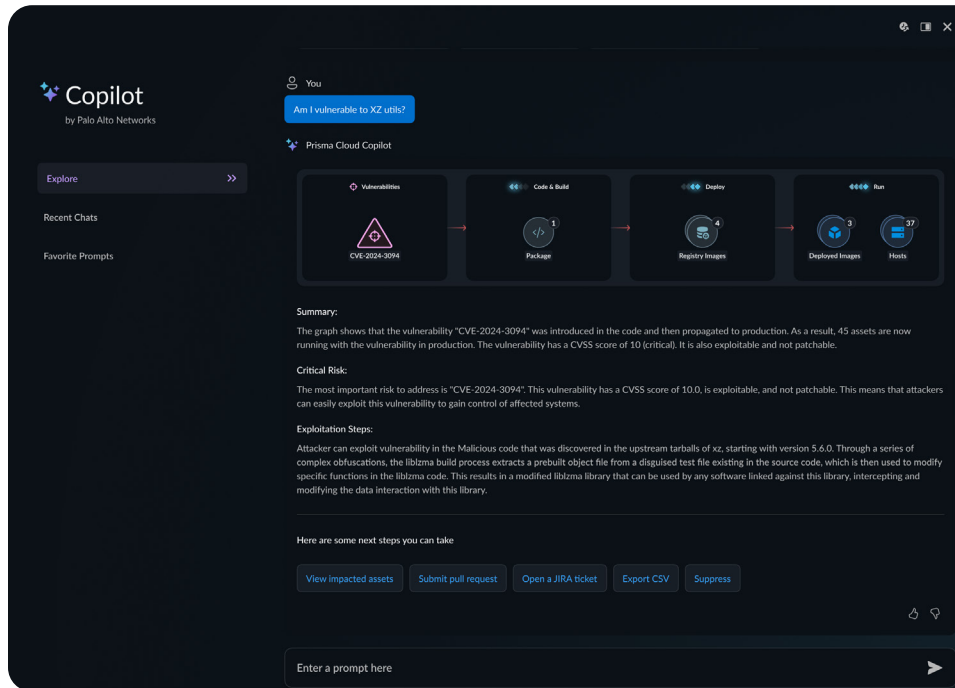 Copilot
by Palo Alto Networks
Explore
Recent Chats
Favorite Prompts
You
Am I vulnerable to XZ utils?
Prisma Cloud Copilot
Vulnerabilities
CVE-2024-3094
Code & Build
1
Package
Deploy
4
Registry Images
Run
3
Deployed Images
37
Hosts
Summary:
The graph shows that the vulnerability "CVE-2024-3094" was introduced in the code and then propagated to production. As a result, 45 assets are now
running with the vulnerability in production. The vulnerability has a CVSS score of 10 (critical). It is also exploitable and not patchable.
Critical Risk:
The most important risk to address is "CVE-2024-3094". This vulnerability has a CVSS score of 10.0, is exploitable, and not patchable. This means that attackers
can easily exploit this vulnerability to gain control of affected systems.
Exploitation Steps:
Attacker can exploit vulnerability in the Malicious code that was discovered in the upstream tarballs of xz, starting with version 5.6.0. Through a series of
complex obfuscations, the liblzma build process extracts a prebuilt object file from a disguised test file existing in the source code, which is then used to modify
specific functions in the liblzma code. This results in a modified liblzma library that can be used by any software linked against this library, intercepting and
modifying the data interaction with this library.
Here are some next steps you can take
View impacted assets
Submit pull request
Open a JIRA ticket
Export CSV
Suppress
Enter a prompt here